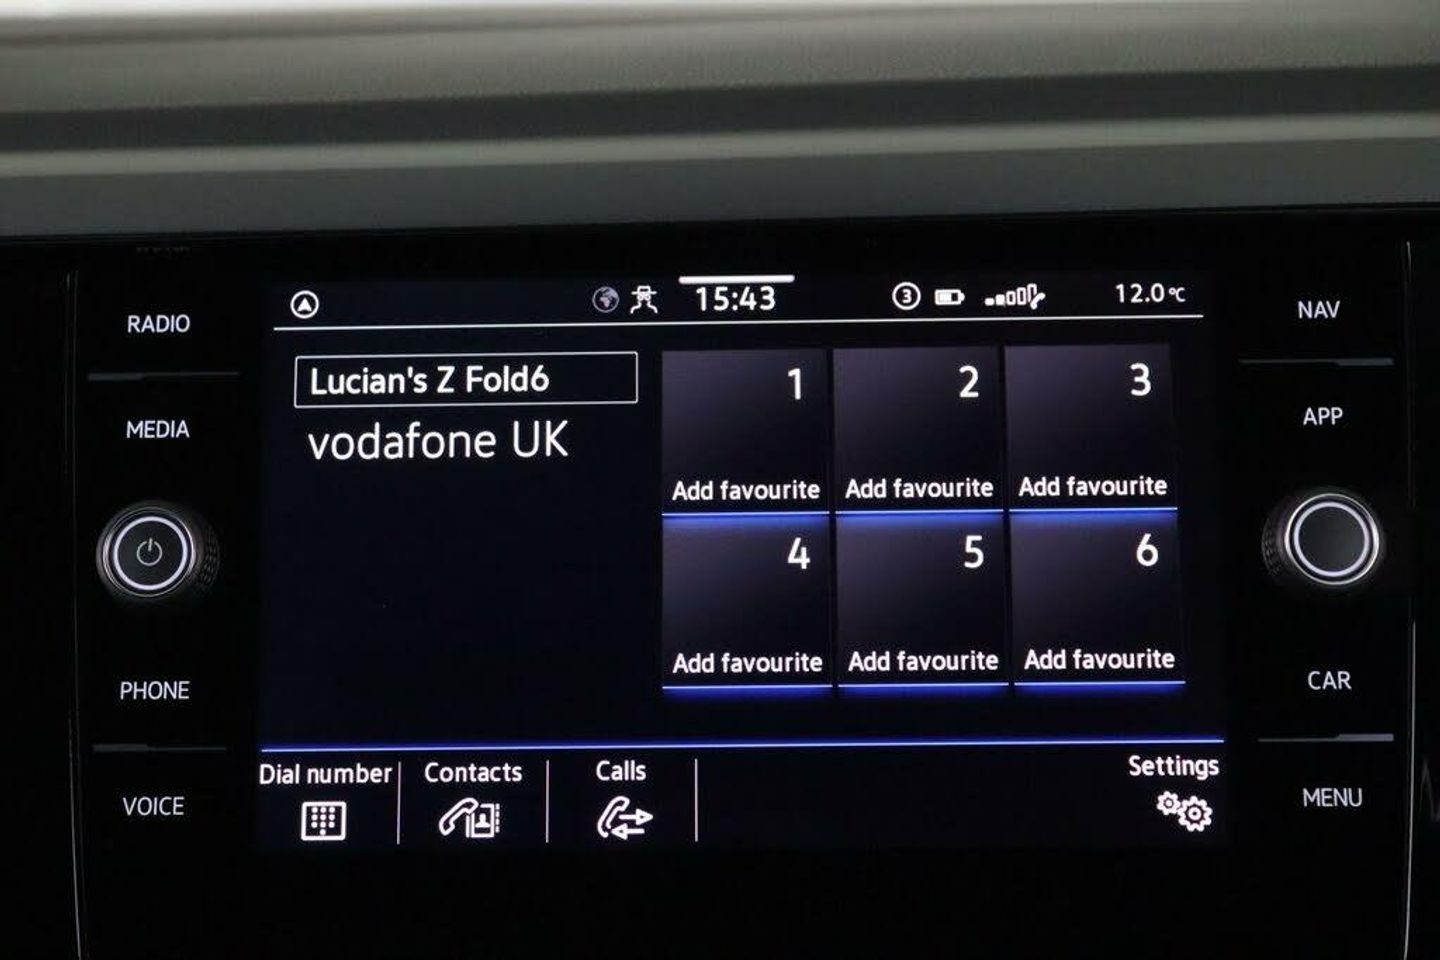 RADIO
MEDIA
PHONE
VOICE
15:43
3
12.0°C
Lucian's Z Fold6
vodafone UK
1
2
3
Add favourite
Add favourite
Add favourite
4
5
6
Add favourite
Add favourite
Add favourite
Dial number
Contacts
Calls
Settings
NAV
APP
CAR
MENU